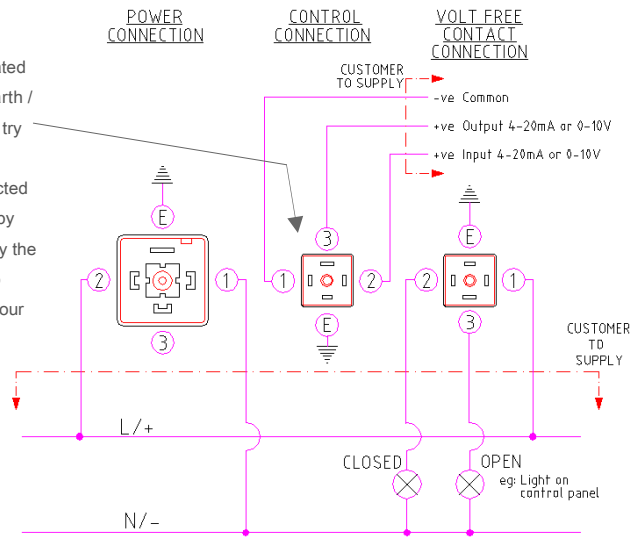 POWER
CONNECTION
CONTROL
CONNECTION
VOLT FREE
CONTACT
CONNECTION
ated
arth /
try
cted
by
y the
our
CUSTOMER
TO SUPPLY
-ve Common
+ve Output 4-20mA or 0-10V
+ve Input 4-20mA or 0-10V
E
2
1
3
3
1
2
E
E
2
1
3
CUSTOMER
TO
SUPPLY
L/+
CLOSED
OPEN
eg: Light on
control panel
N/-